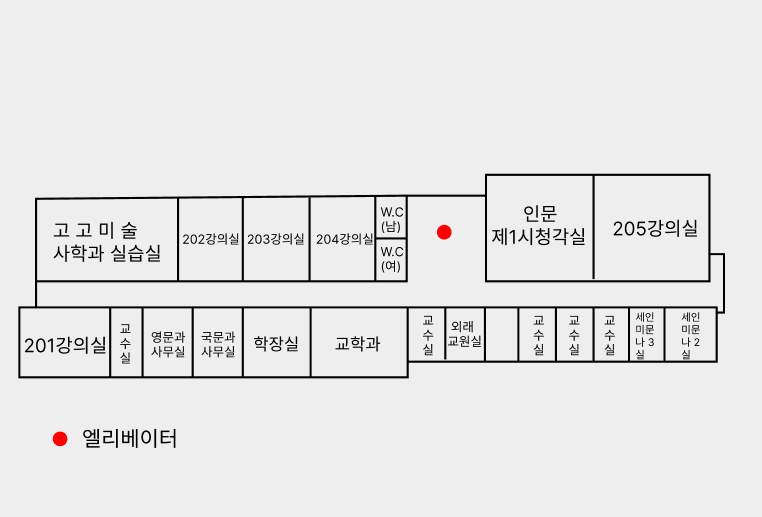 고 고 미 술
사학과 실습실
202강의실
203강의실
204강의실
W.C
(남)
W.C
(여)
인문
제1시청각실
205강의실
201강의실
교
수
실
영문과
사무실
국문과
사무실
학장실
교학과
교
수
실
외래
교원실
교
수
실
교
수
실
교
수
실
세인
미문
나 3
실
세인
미문
나 2
실
엘리베이터